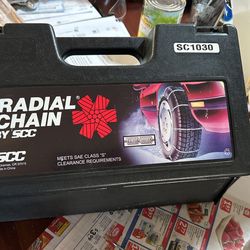 SC1030
RADIAL
CHAIN
BY SCC
SCC
MEETS SAE CLASS "S"
CLEARANCE REQUIREMENTS